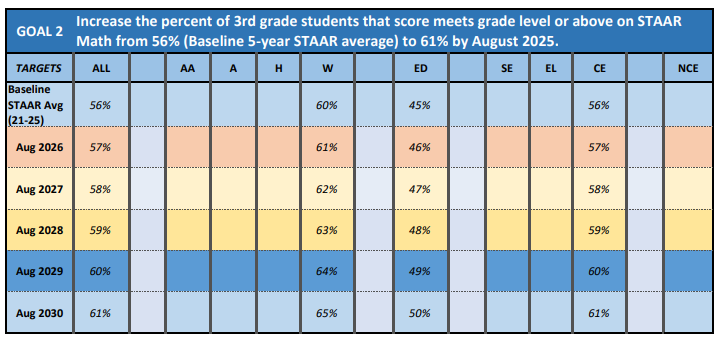 GOAL 2 Increase the percent of 3rd grade students that score meets grade level or above on STAAR
Math from 56% (Baseline 5-year STAAR average) to 61% by August 2025.
TARGETS ALL AA A H W ED SE EL CE NCE
Baseline
STAAR Avg
(21-25) 56% 60% 45% 56%
Aug 2026 57% 61% 46% 57%
Aug 2027 58% 62% 47% 58%
Aug 2028 59% 63% 48% 59%
Aug 2029 60% 64% 49% 60%
Aug 2030 61% 65% 50% 61%